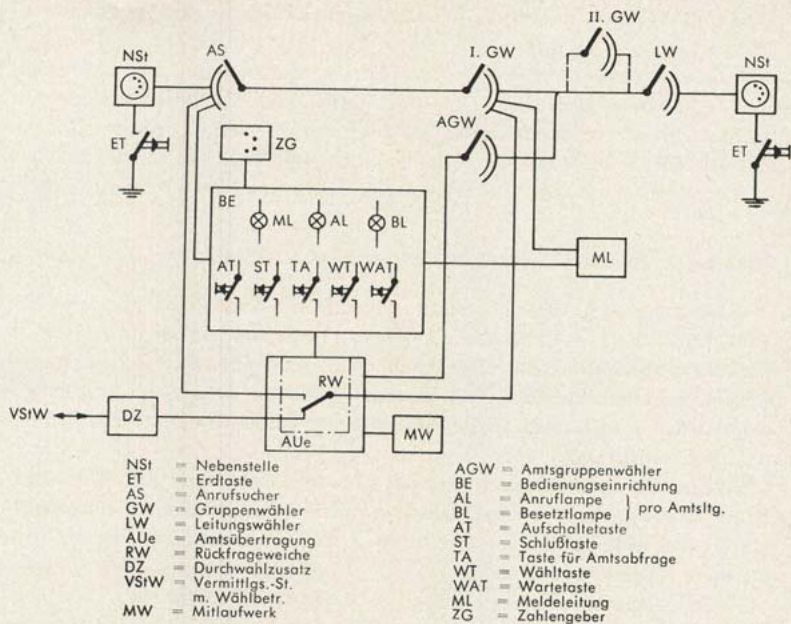 II. GW
NSt AS I. GW LW NSt
AGW
ET ZG ET
BE
ML AL BL
ML
AT ST TA WT WAT
RW
VStW DZ
AUe MW
NSt = Nebenstelle
ET = Erdtaste
AS = Anrufsucher
GW = Gruppenwähler
LW = Leitungswähler
AUe = Amtsübertragung
RW = Rückfrageweiche
DZ = Durchwahlzusatz
VStW = Vermittlgs.-St.
m. Wählbetr.
MW = Mitlaufwerk
AGW = Amtsgruppenwähler
BE = Bedienungseinrichtung
AL = Anruflampe
BL = Besetztlampe } pro Amtsltg.
AT = Aufschaltetaste
ST = Schlußtaste
TA = Taste für Amtsabfrage
WT = Wähltaste
WAT = Wartetaste
ML = Meldeleitung
ZG = Zahlengeber